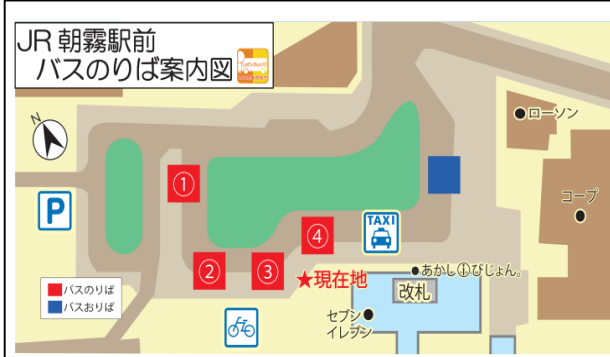 JR 朝霧駅前
バスのりば案内図
N
ローソン
①
P
コープ
④
TAXI
②
③
★現在地
あかし①びじょん。
改札
バスのりば
バスおりば
セブン
イレブン